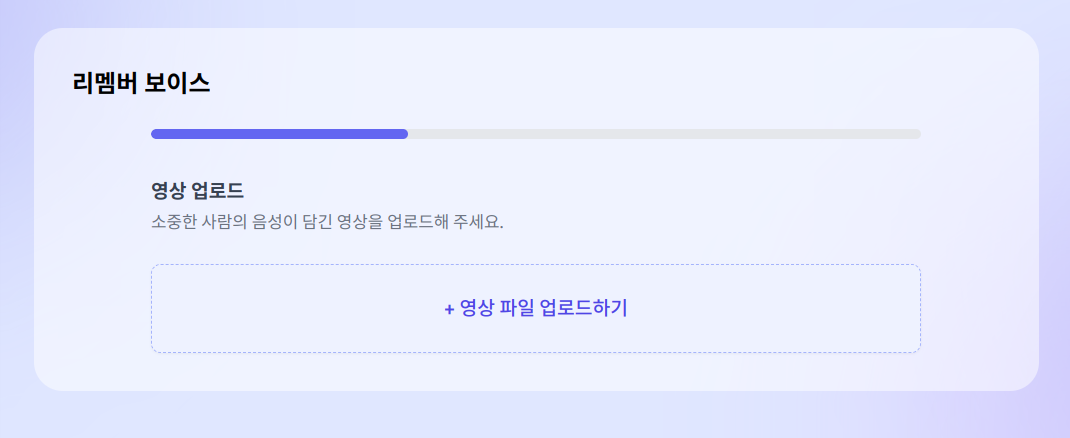 리멤버 보이스
영상 업로드
소중한 사람의 음성이 담긴 영상을 업로드해 주세요.
+ 영상 파일 업로드하기